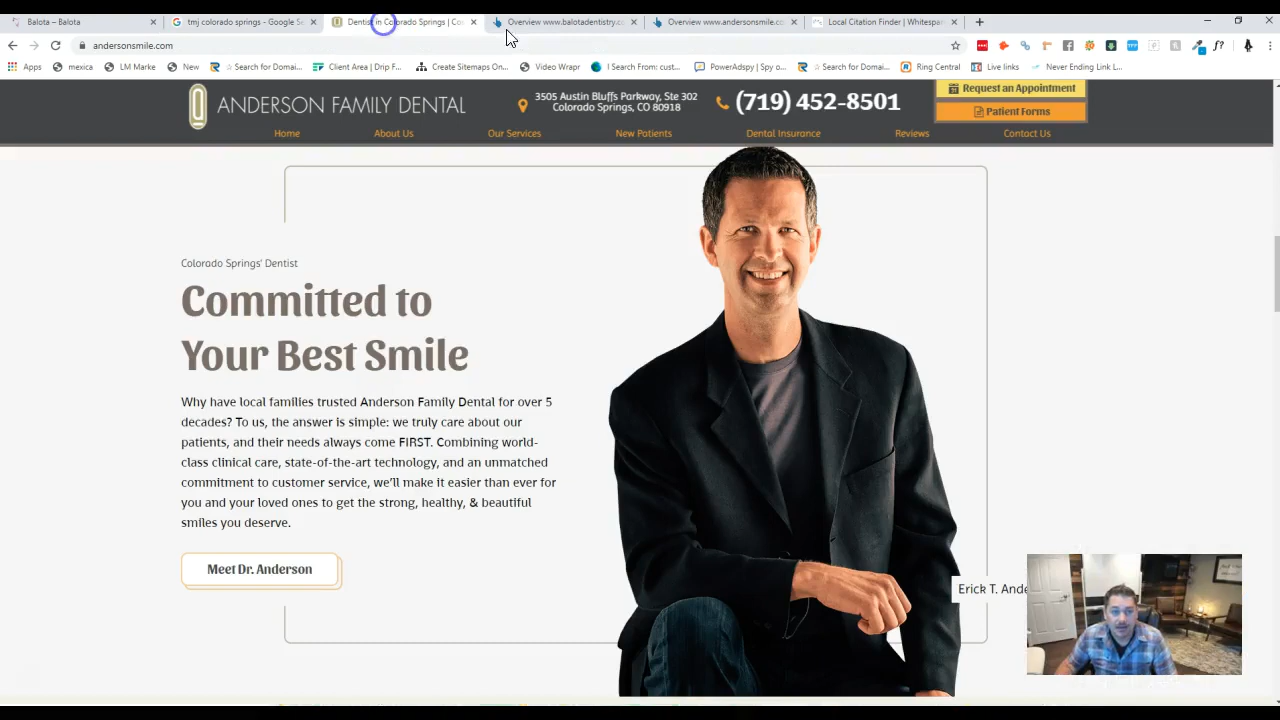 Balota – Balota
tmj colorado springs - Google Se
Dentist in Colorado Springs | Cos
Overview www.balotadentistry.co
Overview www.andersonsmile.com
Local Citation Finder | Whitespar
andersonsmile.com
Apps mexica LM Marke New Search for Domai... Client Area | Drip F... Create Sitemaps On... Video Wrapr I Search From: cust... PowerAdspy | Spy o... Search for Domai... Ring Central Live links Never Ending Link L...
ANDERSON FAMILY DENTAL
3505 Austin Bluffs Parkway, Ste 302
Colorado Springs, CO 80918
(719) 452-8501
Request an Appointment
Patient Forms
Home About Us Our Services New Patients Dental Insurance Reviews Contact Us
Colorado Springs' Dentist
Committed to
Your Best Smile
Why have local families trusted Anderson Family Dental for over 5
decades? To us, the answer is simple: we truly care about our
patients, and their needs always come FIRST. Combining world-
class clinical care, state-of-the-art technology, and an unmatched
commitment to customer service, we'll make it easier than ever for
you and your loved ones to get the strong, healthy, & beautiful
smiles you deserve.
Meet Dr. Anderson
Erick T. Ande